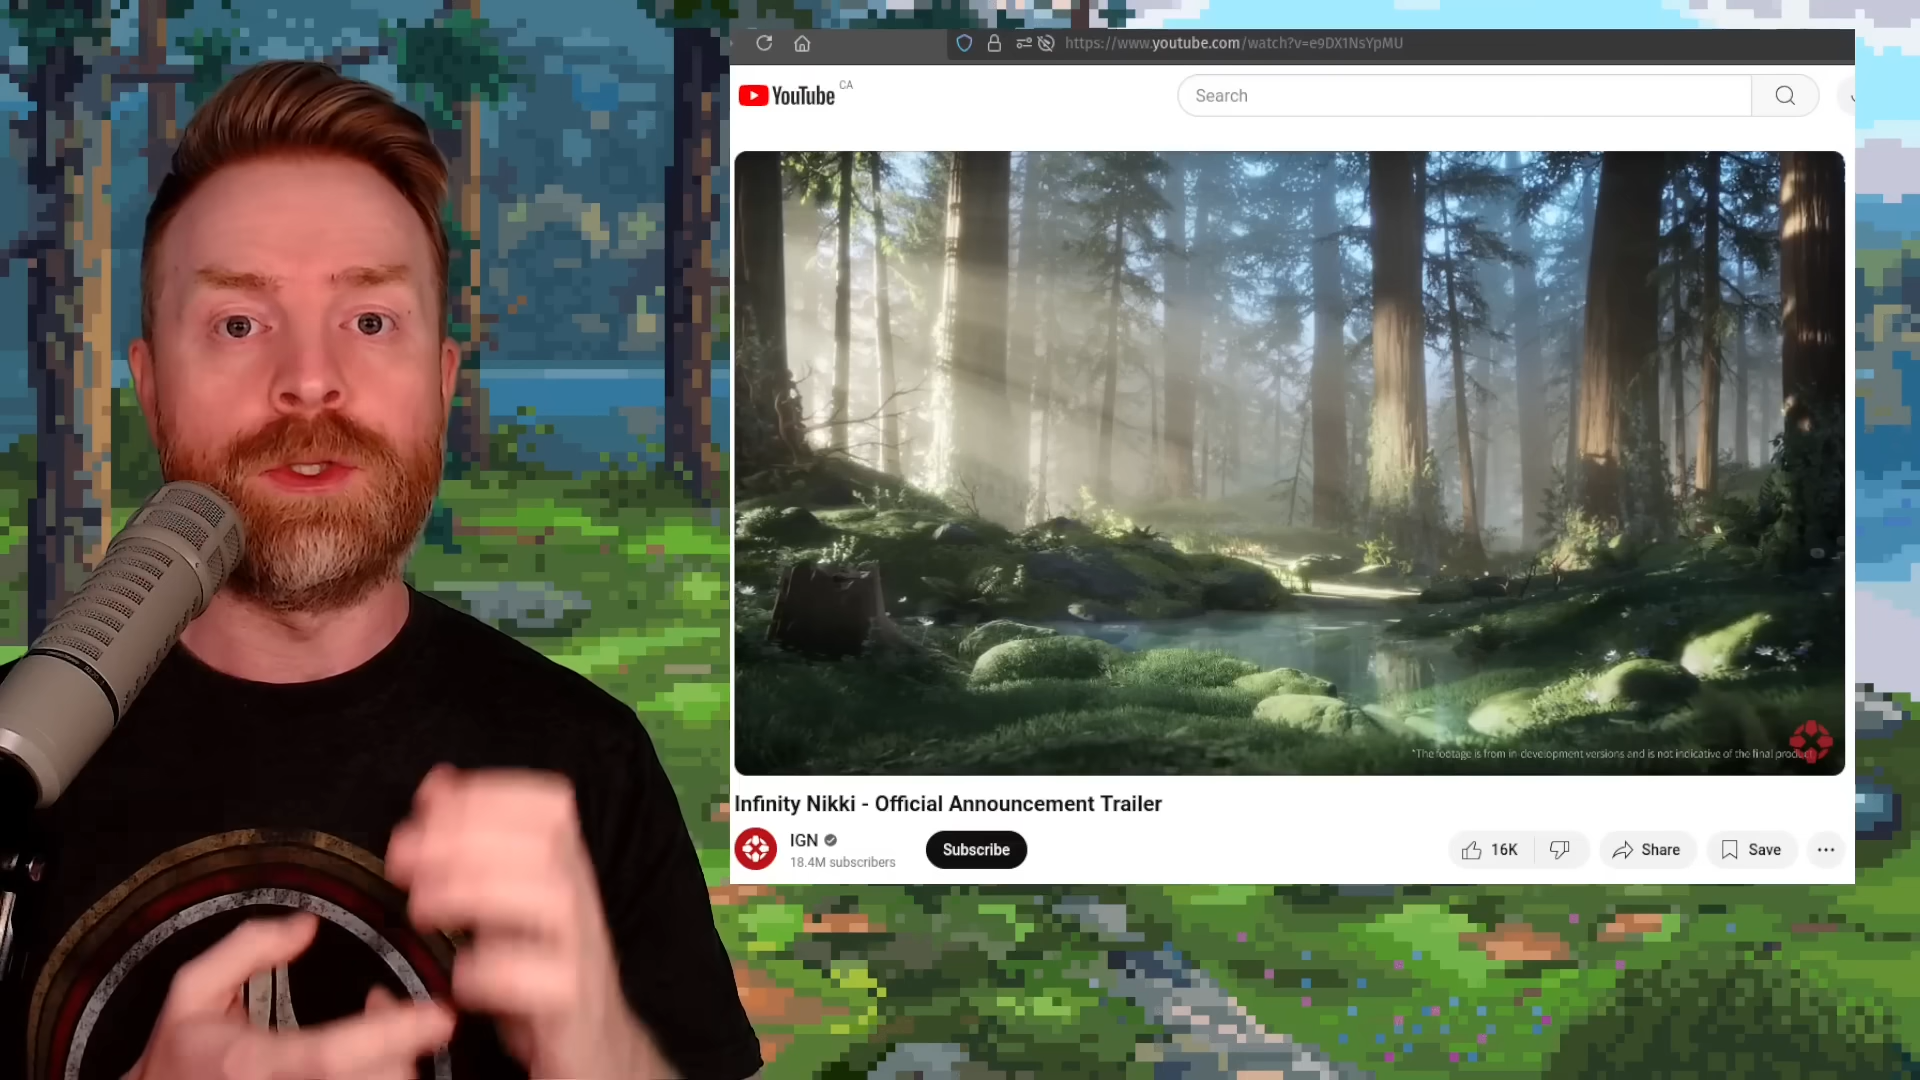 https://www.youtube.com/watch?v=e9DX1NsYpMU
YouTube CA
Search
*The footage is from in-development versions and is not indicative of the final product.
Infinity Nikki - Official Announcement Trailer
IGN
18.4M subscribers
Subscribe
16K
Share
Save